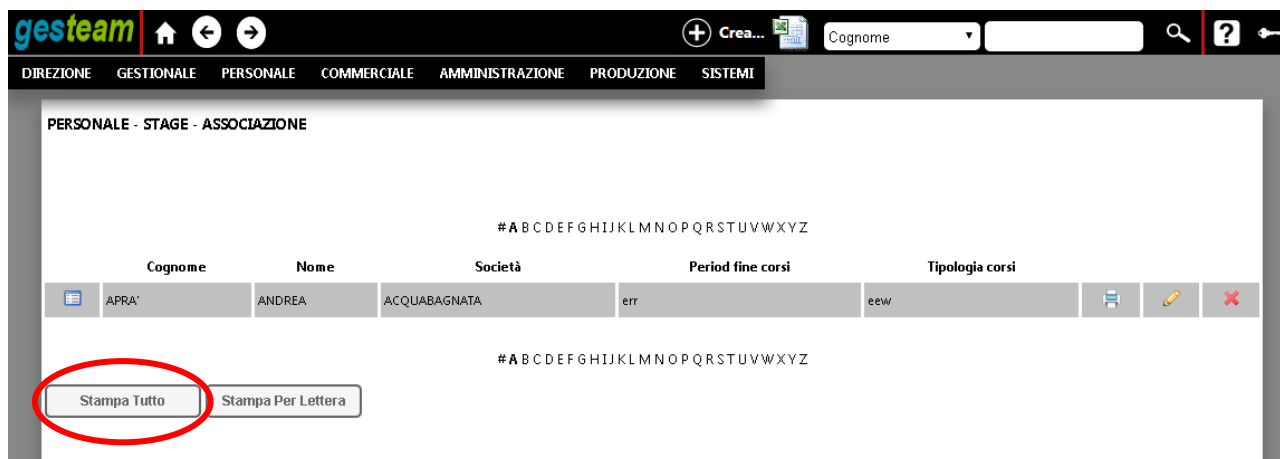 gesteam Crea... Cognome ?
DIREZIONE GESTIONALE PERSONALE COMMERCIALE AMMINISTRAZIONE PRODUZIONE SISTEMI
PERSONALE - STAGE - ASSOCIAZIONE
# A B C D E F G H I J K L M N O P Q R S T U V W X Y Z
Cognome Nome Società Period fine corsi Tipologia corsi
APRA' ANDREA ACQUABAGNATA err eew
# A B C D E F G H I J K L M N O P Q R S T U V W X Y Z
Stampa Tutto Stampa Per Lettera